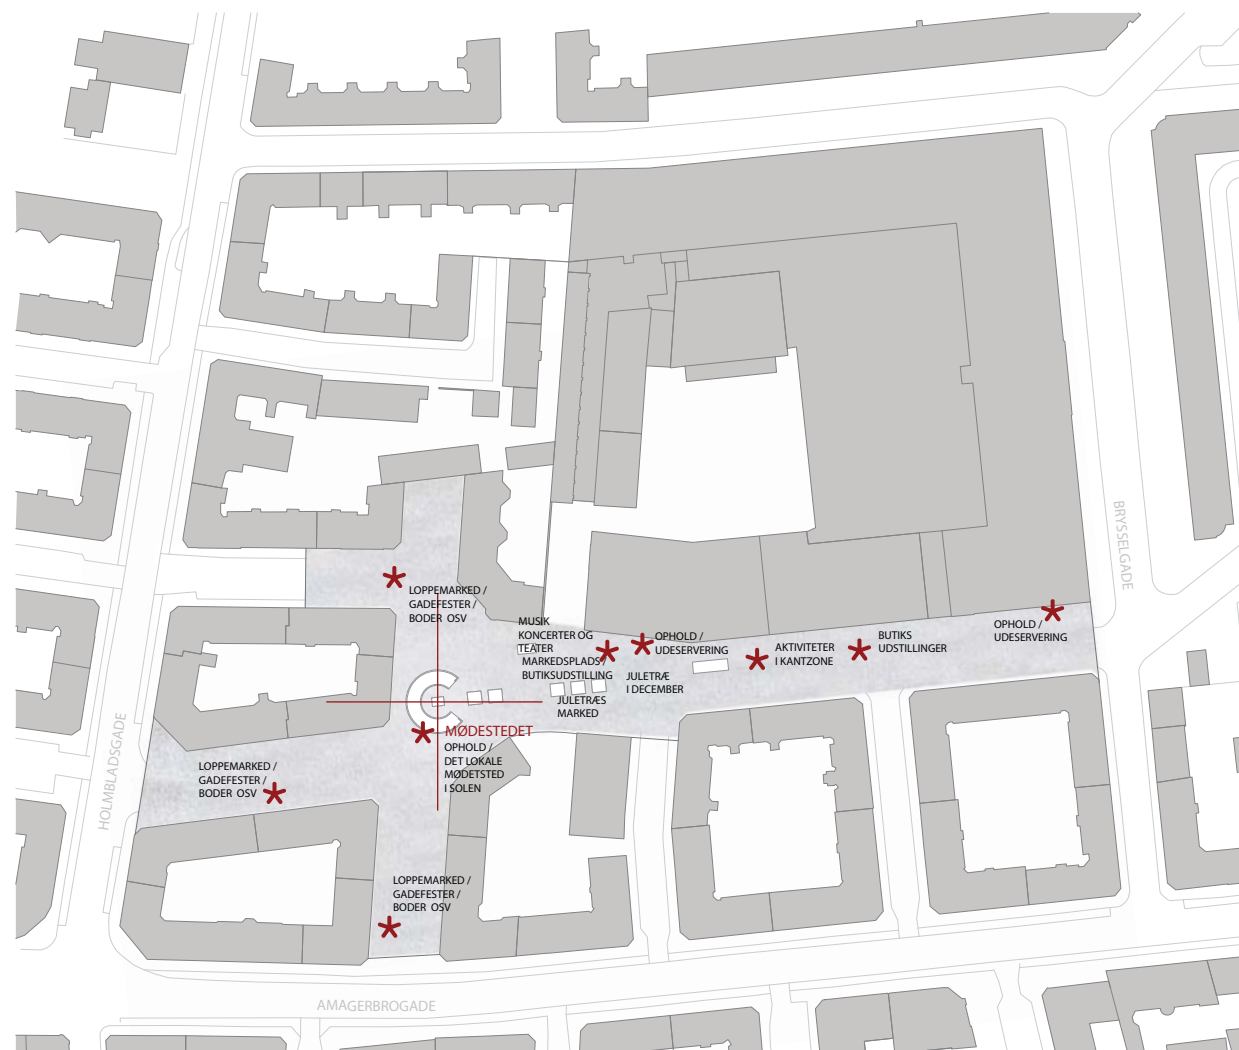 BRYSSELGADE
LOPPEMARKED /
GADEFESTER /
BODER OSV
MUSIK
KONCERTER OG
TEATER
MARKEDSPLADS /
BUTIKSUDSTILLING
OPHOLD /
UDESERVERING
JULETRÆ
I DECEMBER
JULETRÆS
MARKED
AKTIVITETER
I KANTZONE
BUTIKS
UDSTILLINGER
OPHOLD /
UDESERVERING
MØDESTEDET
OPHOLD /
DET LOKALE
MØDETSTED
I SOLEN
HOLMBLADSGADE
LOPPEMARKED /
GADEFESTER /
BODER OSV
LOPPEMARKED /
GADEFESTER /
BODER OSV
AMAGERBROGADE